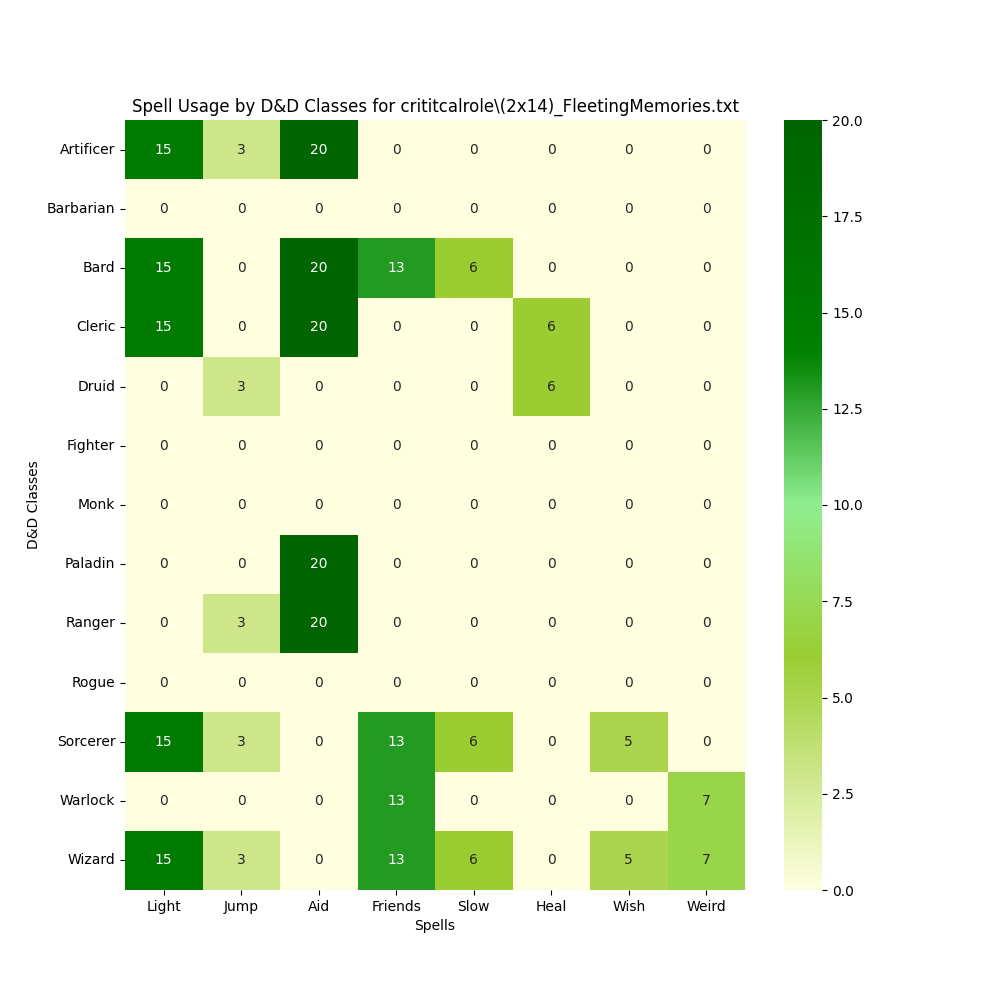 Spell Usage by D&D Classes for crititcalrole\(2x14)_FleetingMemories.txt
Artificer 15 3 20 0 0 0 0 0
Barbarian 0 0 0 0 0 0 0 0
Bard 15 0 20 13 6 0 0 0
Cleric 15 0 20 0 0 6 0 0
Druid 0 3 0 0 0 6 0 0
Fighter 0 0 0 0 0 0 0 0
Monk 0 0 0 0 0 0 0 0
Paladin 0 0 20 0 0 0 0 0
Ranger 0 3 20 0 0 0 0 0
Rogue 0 0 0 0 0 0 0 0
Sorcerer 15 3 0 13 6 0 5 0
Warlock 0 0 0 13 0 0 0 7
Wizard 15 3 0 13 6 0 5 7
Light Jump Aid Friends Slow Heal Wish Weird
Spells
D&D Classes
20.0
17.5
15.0
12.5
10.0
7.5
5.0
2.5
0.0